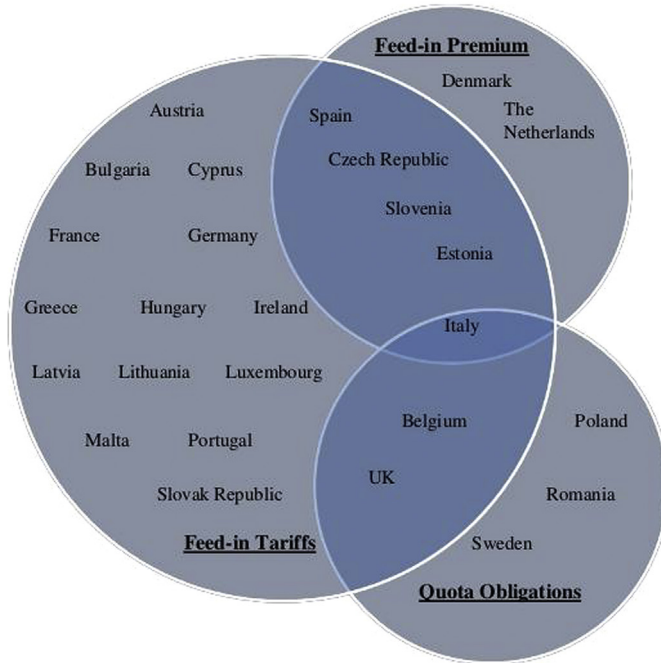 Feed-in Premium
Denmark
The
Netherlands
Austria
Spain
Czech Republic
Bulgaria
Cyprus
Slovenia
France
Germany
Estonia
Greece
Hungary
Ireland
Italy
Latvia
Lithuania
Luxembourg
Belgium
Poland
Malta
Portugal
UK
Slovak Republic
Romania
Feed-in Tariffs
Sweden
Quota Obligations